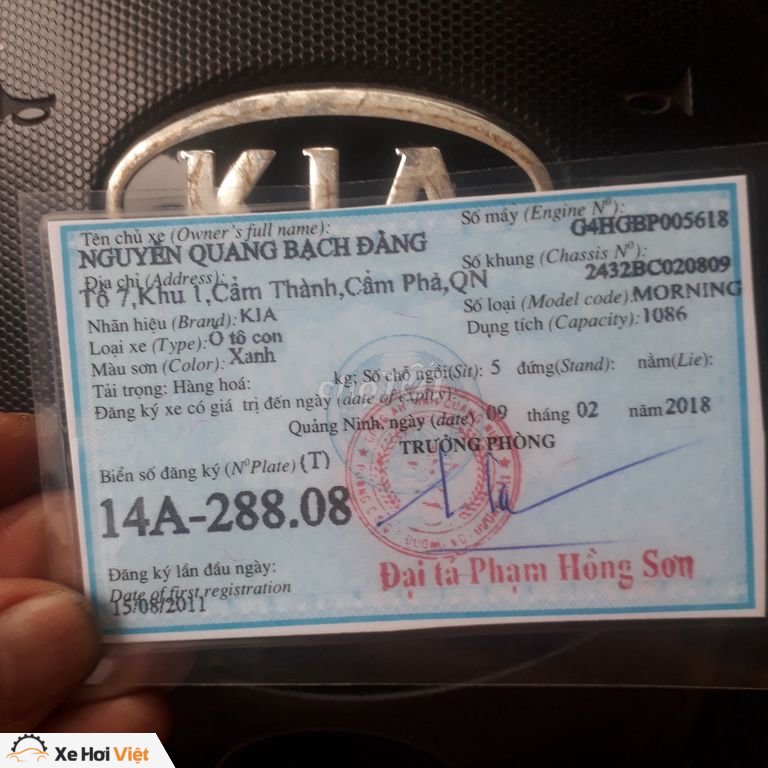 KIA
Tên chủ xe (Owner's full name):
NGUYỄN QUANG BẠCH ĐẰNG
Địa chỉ (Address):
Tổ 7,Khu 1,Cẩm Thành,Cẩm Phả,QN
Nhãn hiệu (Brand): KIA
Loại xe (Type): Ô tô con
Màu sơn (Color): Xanh
Số máy (Engine Nº):
G4HGBP005618
Số khung (Chassis Nº):
2432BC020809
Số loại (Model code): MORNING
Dung tích (Capacity): 1086
Tải trọng: Hàng hoá: kg: Số chỗ ngồi(Sit): 5 đứng(Stand): nằm(Lie):
Đăng ký xe có giá trị đến ngày (date of expiry):
Quảng Ninh, ngày (date) 09 tháng 02 năm 2018
TRƯỞNG PHÒNG
Biển số đăng ký (NºPlate) (T)
14A-288.08
Đại tá Phạm Hồng Sơn
Đăng ký lần đầu ngày:
Date of first registration
15/08/2011
Xe Hơi Việt